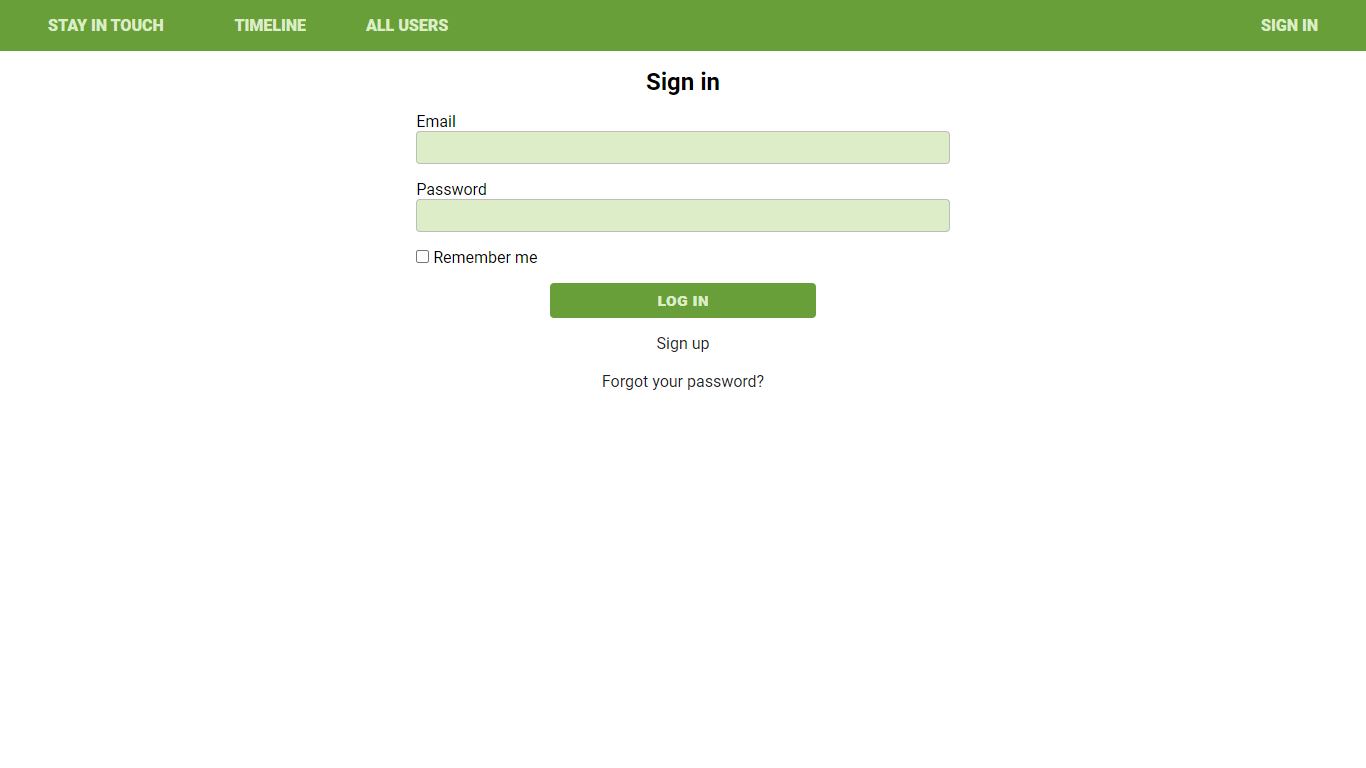 STAY IN TOUCH TIMELINE ALL USERS SIGN IN
Sign in
Email
Password
Remember me
LOG IN
Sign up
Forgot your password?